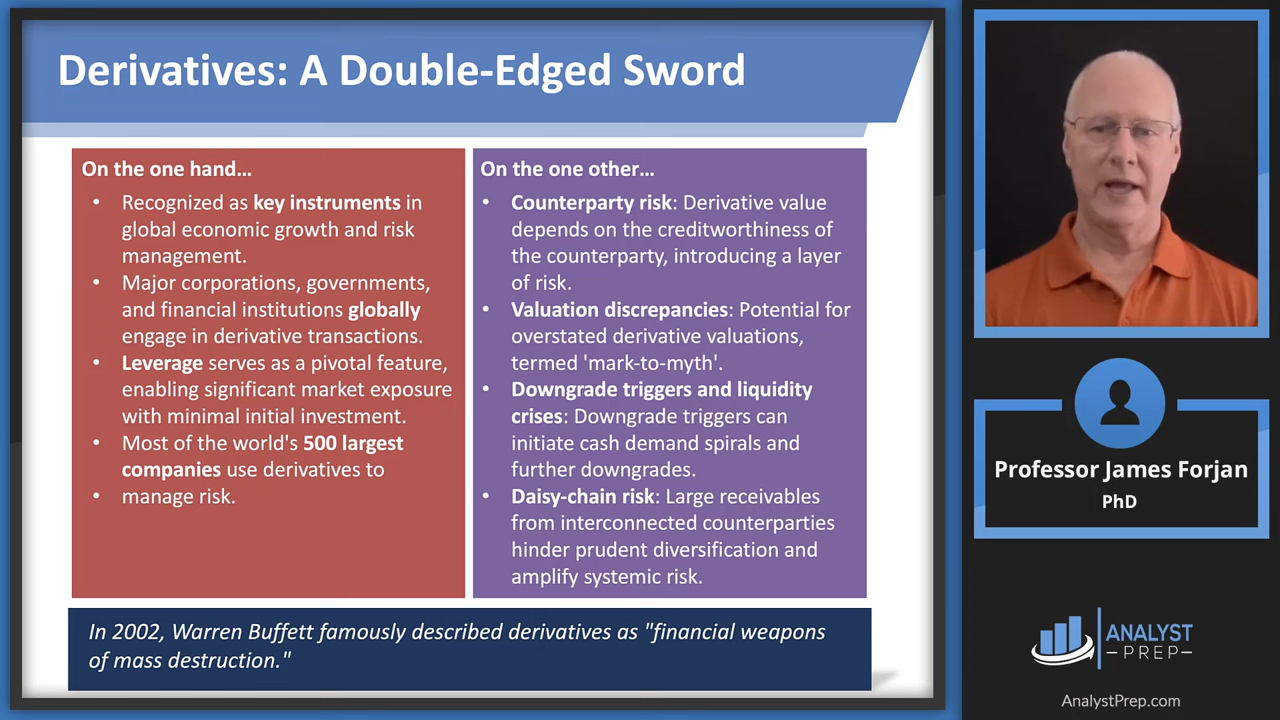 Derivatives: A Double-Edged Sword
On the one hand...
• Recognized as key instruments in
global economic growth and risk
management.
• Major corporations, governments,
and financial institutions globally
engage in derivative transactions.
• Leverage serves as a pivotal feature,
enabling significant market exposure
with minimal initial investment.
• Most of the world's 500 largest
companies use derivatives to
• manage risk.
On the one other...
• Counterparty risk: Derivative value
depends on the creditworthiness of
the counterparty, introducing a layer
of risk.
• Valuation discrepancies: Potential for
overstated derivative valuations,
termed 'mark-to-myth'.
• Downgrade triggers and liquidity
crises: Downgrade triggers can
initiate cash demand spirals and
further downgrades.
• Daisy-chain risk: Large receivables
from interconnected counterparties
hinder prudent diversification and
amplify systemic risk.
In 2002, Warren Buffett famously described derivatives as "financial weapons
of mass destruction."
Professor James Forjan
PhD
ANALYST
–PREP–
AnalystPrep.com